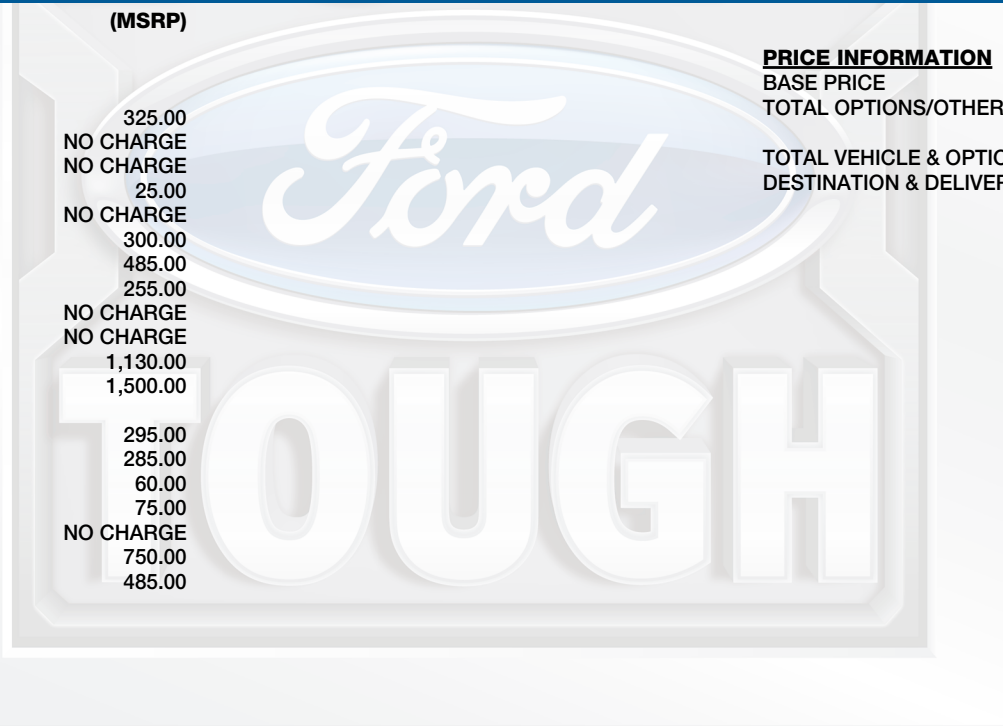 (MSRP)
325.00
NO CHARGE
NO CHARGE
25.00
NO CHARGE
300.00
485.00
255.00
NO CHARGE
NO CHARGE
1,130.00
1,500.00
295.00
285.00
60.00
75.00
NO CHARGE
750.00
485.00
PRICE INFORMATION
BASE PRICE
TOTAL OPTIONS/OTHER
TOTAL VEHICLE & OPTIO
DESTINATION & DELIVER
Ford
TOUGH